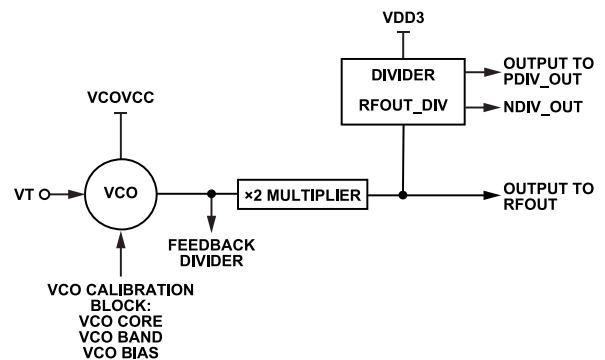 VDD3
DIVIDER
RFOUT_DIV
OUTPUT TO
PDIV_OUT
NDIV_OUT
VCOVCC
VT
VCO
×2 MULTIPLIER
OUTPUT TO
RFOUT
FEEDBACK
DIVIDER
VCO CALIBRATION
BLOCK:
VCO CORE
VCO BAND
VCO BIAS